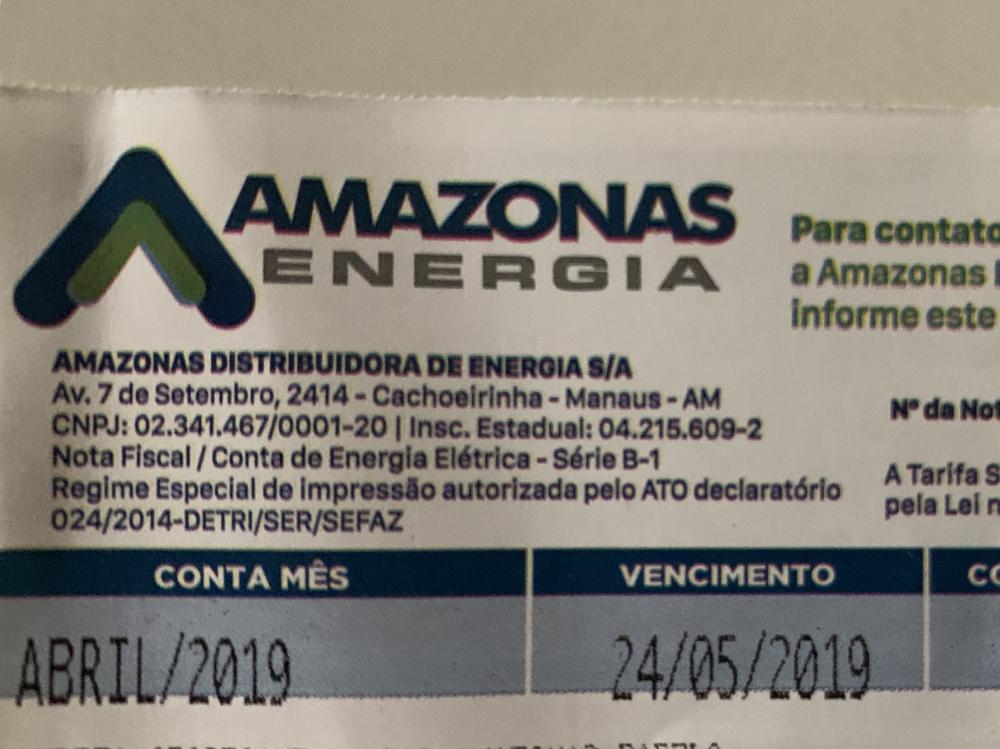 AMAZONAS
ENERGIA
Para contato
a Amazonas
informe este
AMAZONAS DISTRIBUIDORA DE ENERGIA S/A
Av. 7 de Setembro, 2414 - Cachoeirinha - Manaus - AM
CNPJ: 02.341.467/0001-20 | Insc. Estadual: 04.215.609-2
Nota Fiscal / Conta de Energia Elétrica - Série B-1
Regime Especial de impressão autorizada pelo ATO declaratório
024/2014-DETRI/SER/SEFAZ
Nº da Not
A Tarifa S
pela Lei n
CONTA MÊS
VENCIMENTO
ABRIL/2019
24/05/2019